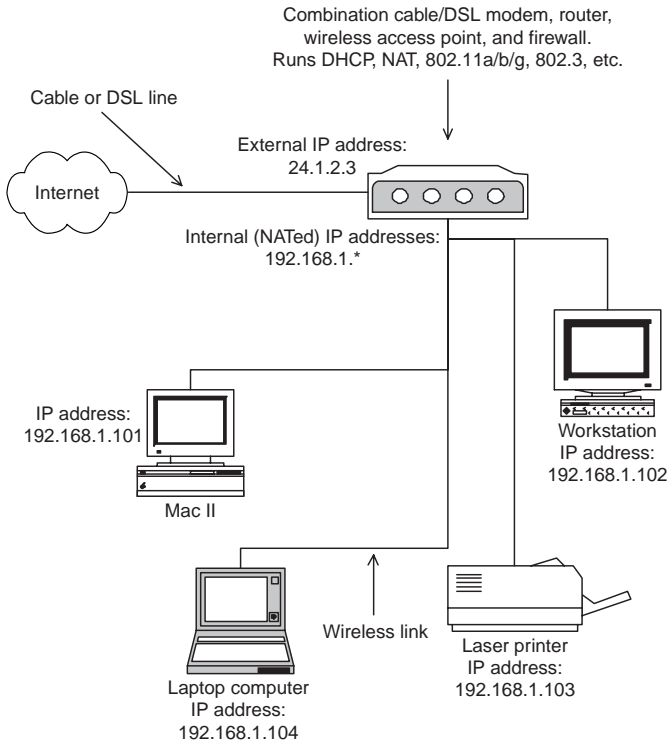 Combination cable/DSL modem, router,
wireless access point, and firewall.
Runs DHCP, NAT, 802.11a/b/g, 802.3, etc.
Cable or DSL line
External IP address:
24.1.2.3
Internet
Internal (NATed) IP addresses:
192.168.1.*
IP address:
192.168.1.101
Mac II
Workstation
IP address:
192.168.1.102
Wireless link
Laser printer
IP address:
192.168.1.103
Laptop computer
IP address:
192.168.1.104